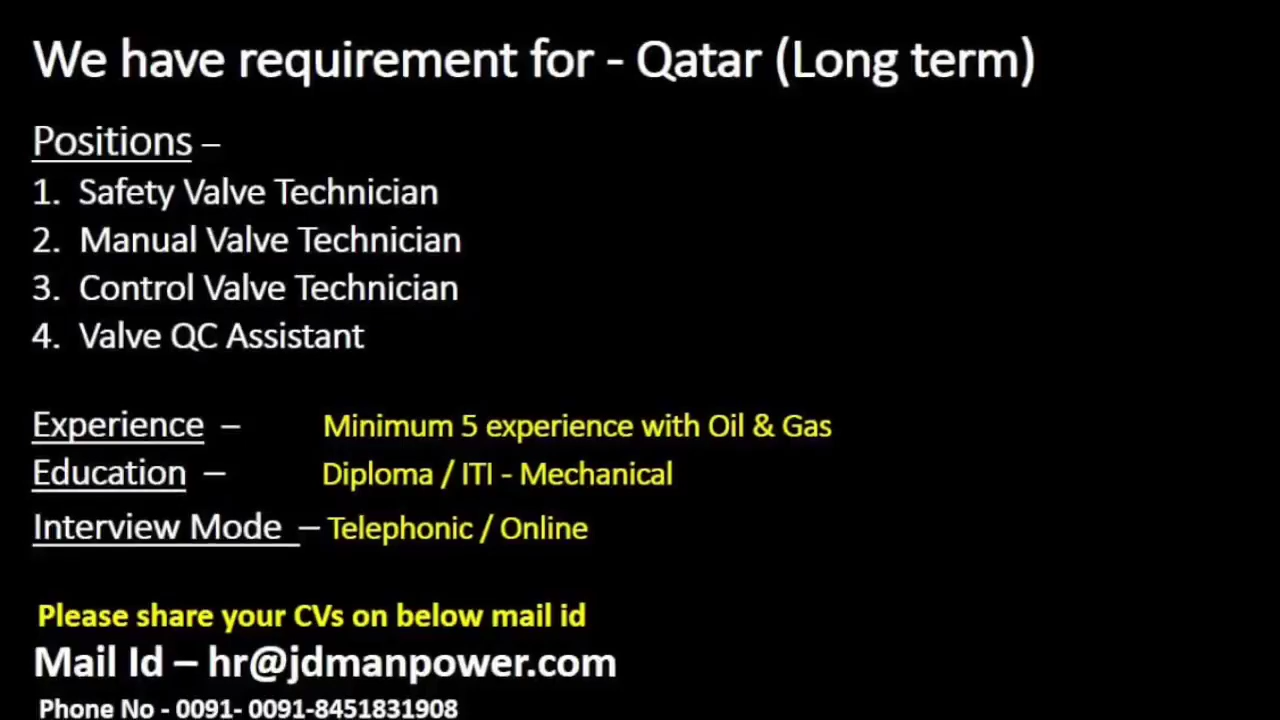 We have requirement for - Qatar (Long term)
Positions –
1. Safety Valve Technician
2. Manual Valve Technician
3. Control Valve Technician
4. Valve QC Assistant
Experience – Minimum 5 experience with Oil & Gas
Education – Diploma / ITI - Mechanical
Interview Mode – Telephonic / Online
Please share your CVs on below mail id
Mail Id – hr@jdmanpower.com
Phone No - 0091- 0091-8451831908